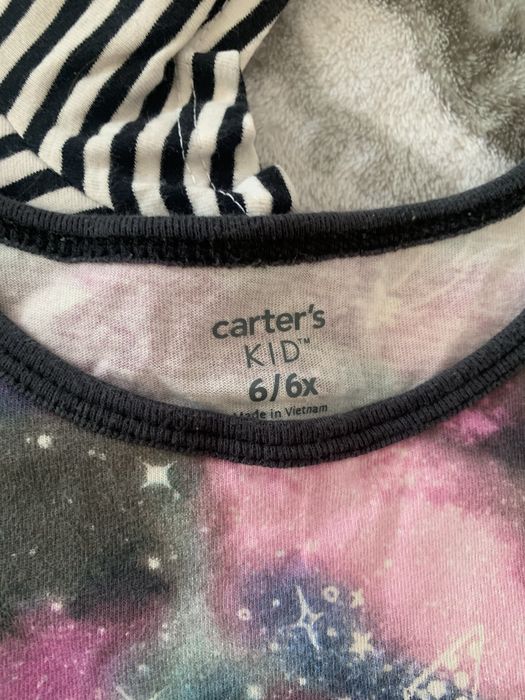 carter's
KID™
6/6x
Made in Vietnam